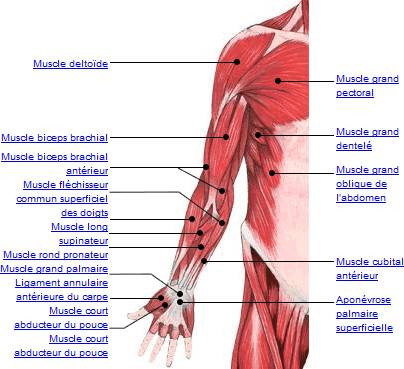 Muscle deltoïde
Muscle biceps brachial
Muscle biceps brachial
antérieur
Muscle fléchisseur
commun superficiel
des doigts
Muscle long
supinateur
Muscle rond pronateur
Muscle grand palmaire
Ligament annulaire
antérieure du carpe
Muscle court
abducteur du pouce
Muscle court
abducteur du pouce
Muscle grand
pectoral
Muscle grand
dentelé
Muscle grand
oblique de
l'abdomen
Muscle cubital
antérieur
Aponévrose
palmaire
superficielle